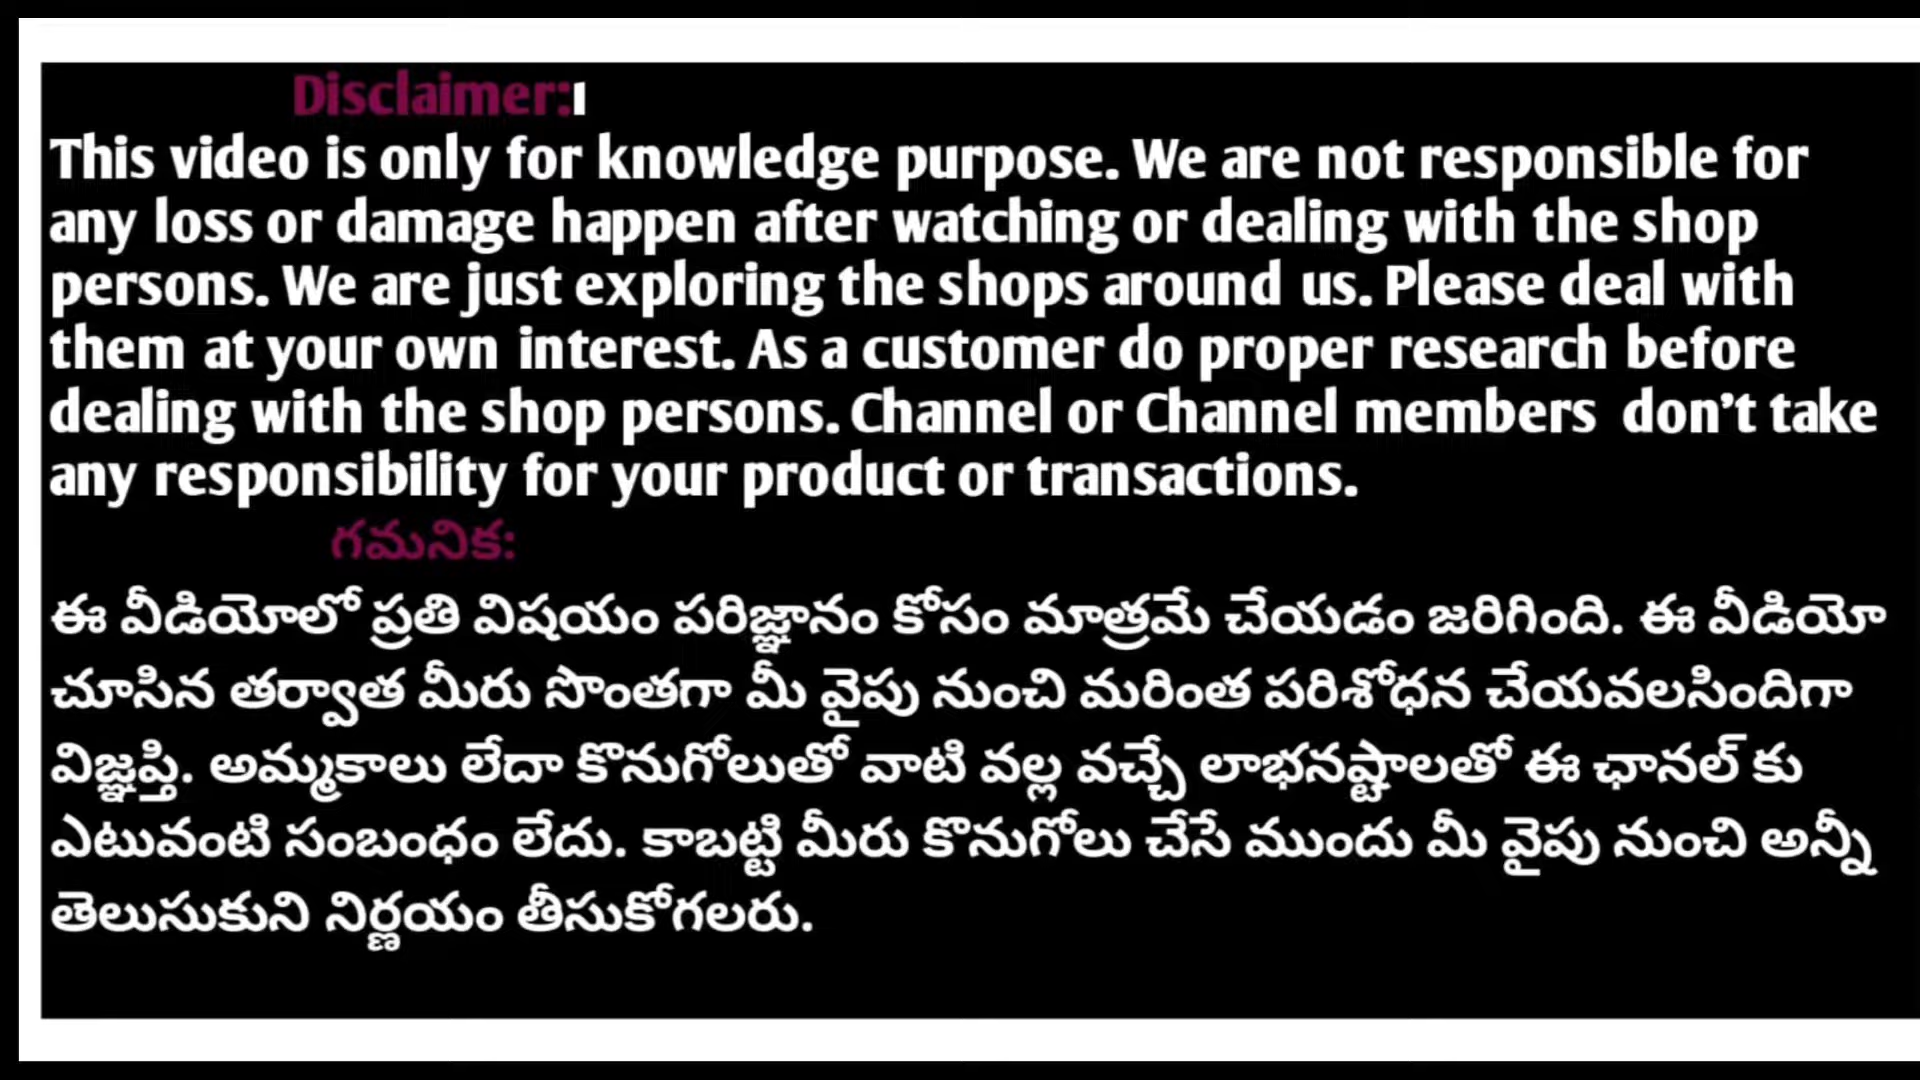 Disclaimer:
This video is only for knowledge purpose. We are not responsible for
any loss or damage happen after watching or dealing with the shop
persons. We are just exploring the shops around us. Please deal with
them at your own interest. As a customer do proper research before
dealing with the shop persons. Channel or Channel members don't take
any responsibility for your product or transactions.
గమనిక:
ఈ వీడియోలో ప్రతి విషయం పరిజ్ఞానం కోసం మాత్రమే చేయడం జరిగింది. ఈ వీడియో
చూసిన తర్వాత మీరు సొంతగా మీ వైపు నుంచి మరింత పరిశోధన చేయవలసిందిగా
విజ్ఞప్తి. అమ్మకాలు లేదా కొనుగోలుతో వాటి వల్ల వచ్చే లాభనష్టాలతో ఈ ఛానల్ కు
ఎటువంటి సంబంధం లేదు. కాబట్టి మీరు కొనుగోలు చేసే ముందు మీ వైపు నుంచి అన్నీ
తెలుసుకుని నిర్ణయం తీసుకోగలరు.